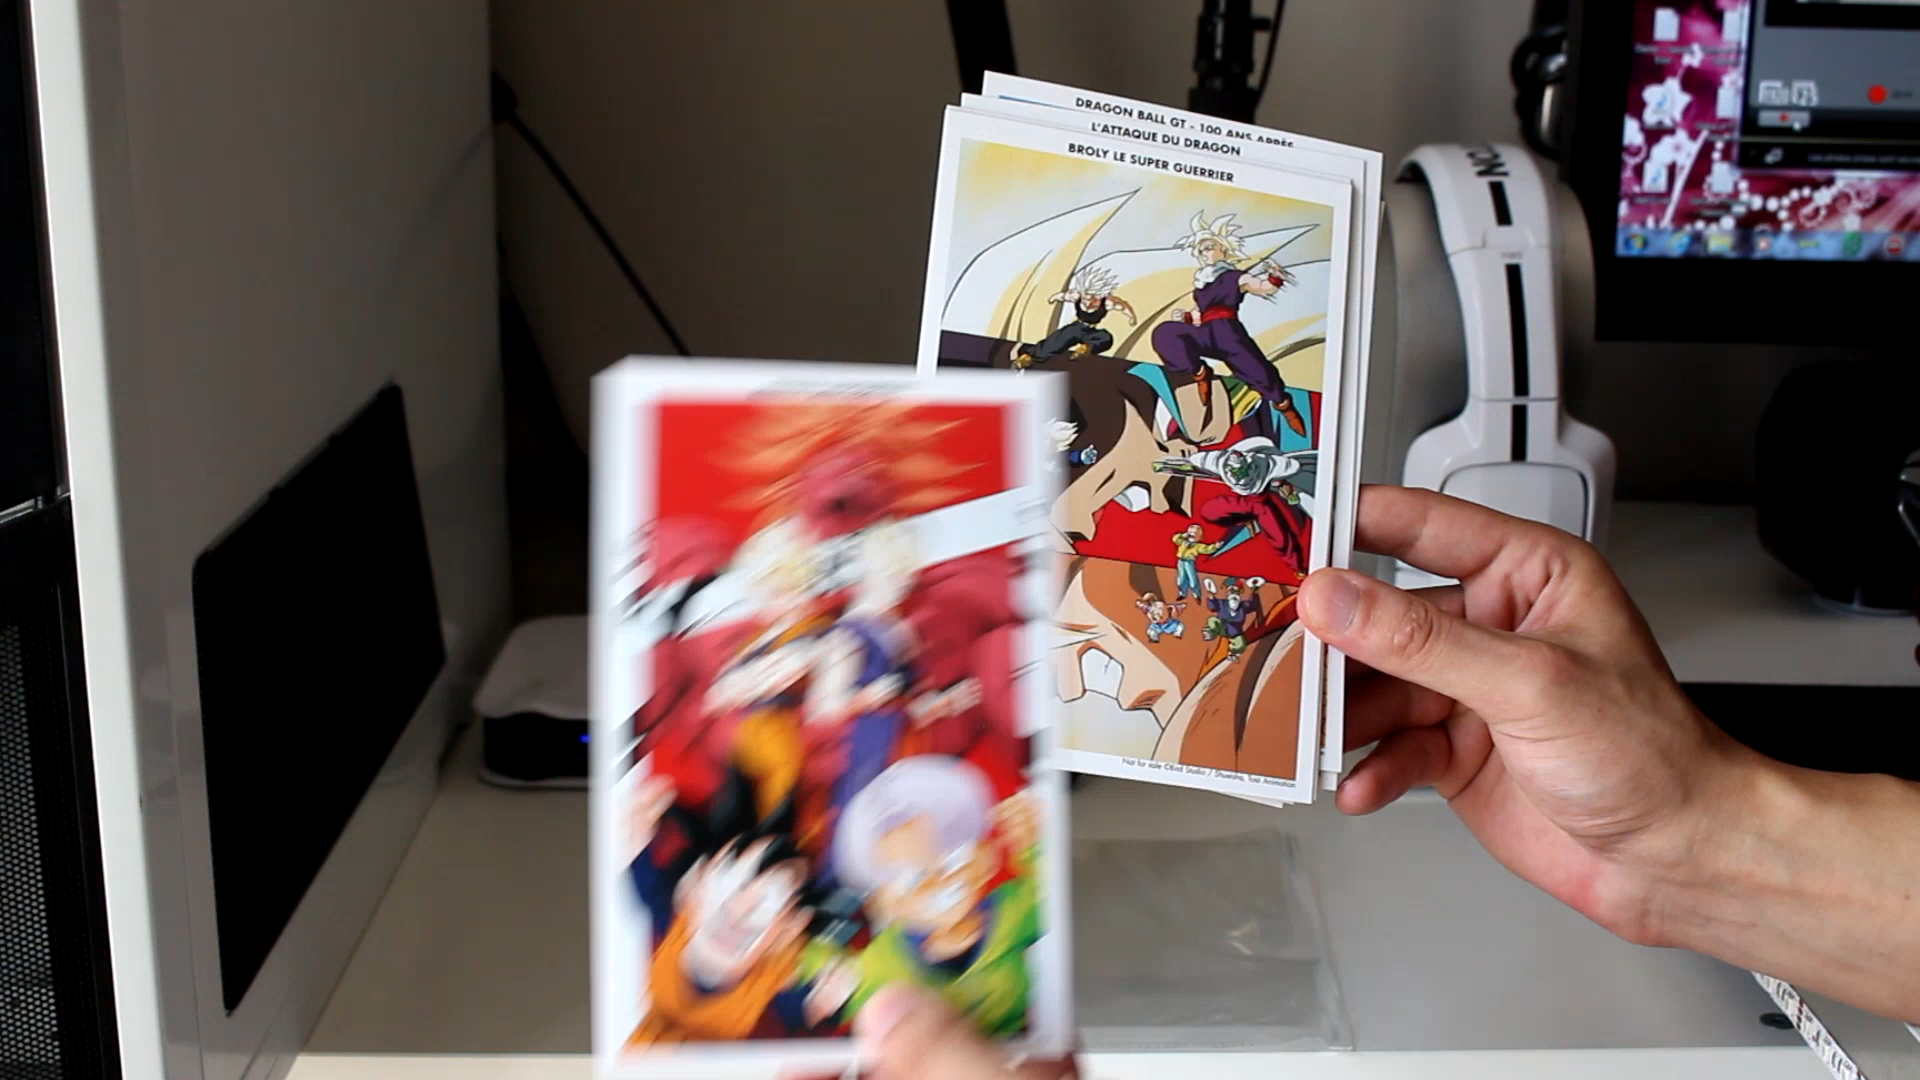 DRAGON BALL GT - 100 ANS APRÈS
L'ATTAQUE DU DRAGON
BROLY LE SUPER GUERRIER
Not for sale ©Bird Studio / Shueisha, Toei Animation